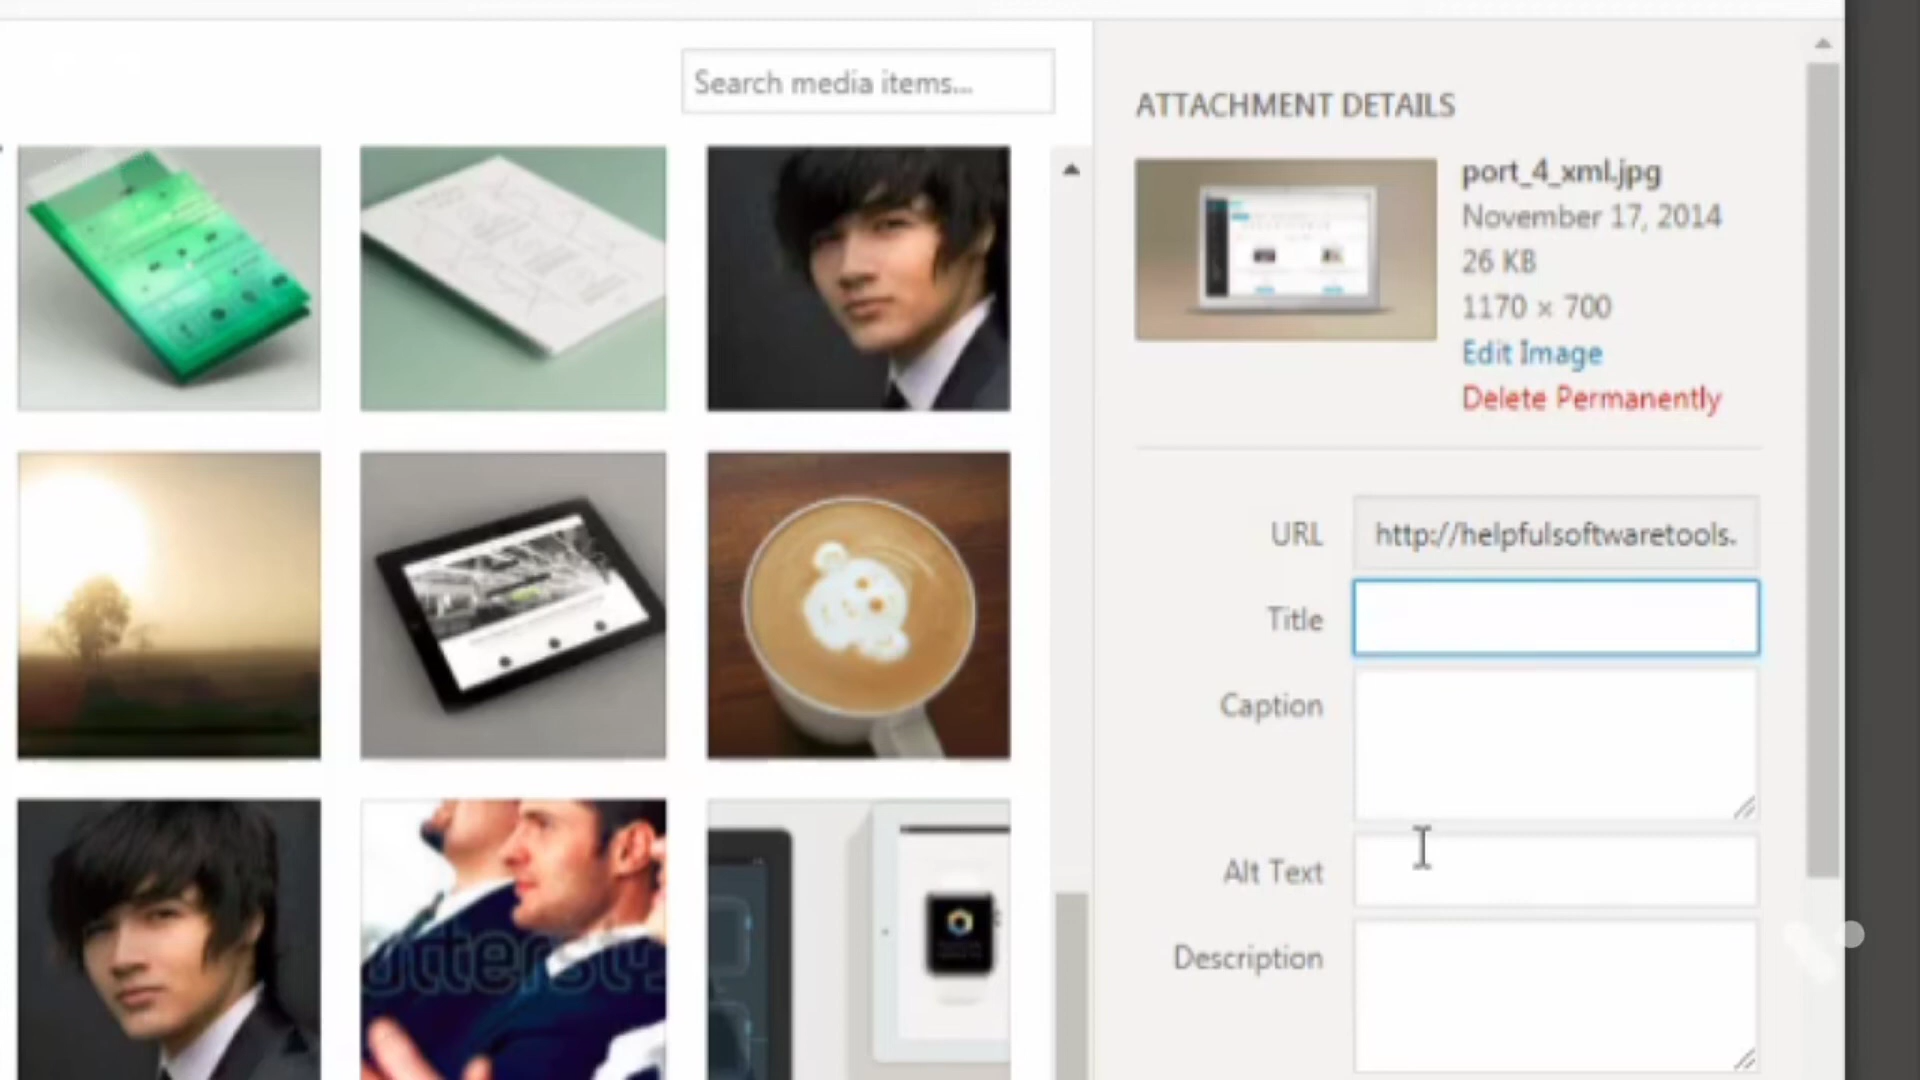 Search media items...
ATTACHMENT DETAILS
port_4_xml.jpg
November 17, 2014
26 KB
1170 × 700
Edit Image
Delete Permanently
URL
http://helpfulsoftwaretools.
Title
Caption
Alt Text
Description